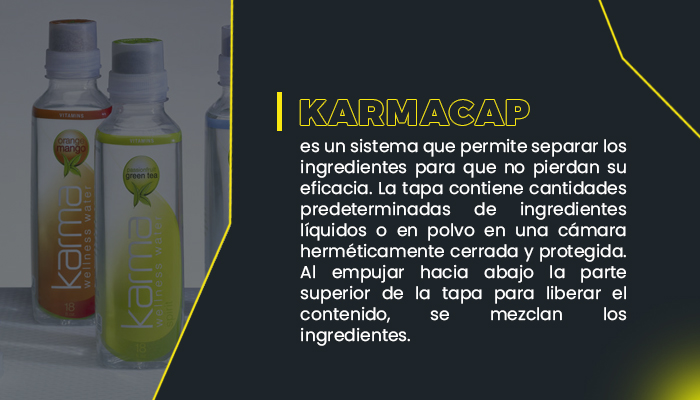 KARMACAP
es un sistema que permite separar los
ingredientes para que no pierdan su
eficacia. La tapa contiene cantidades
predeterminadas de ingredientes
líquidos o en polvo en una cámara
herméticamente cerrada y protegida.
Al empujar hacia abajo la parte
superior de la tapa para liberar el
contenido, se mezclan los
ingredientes.
orange
mango
karma
wellness water
18
green tea
karma
wellness water